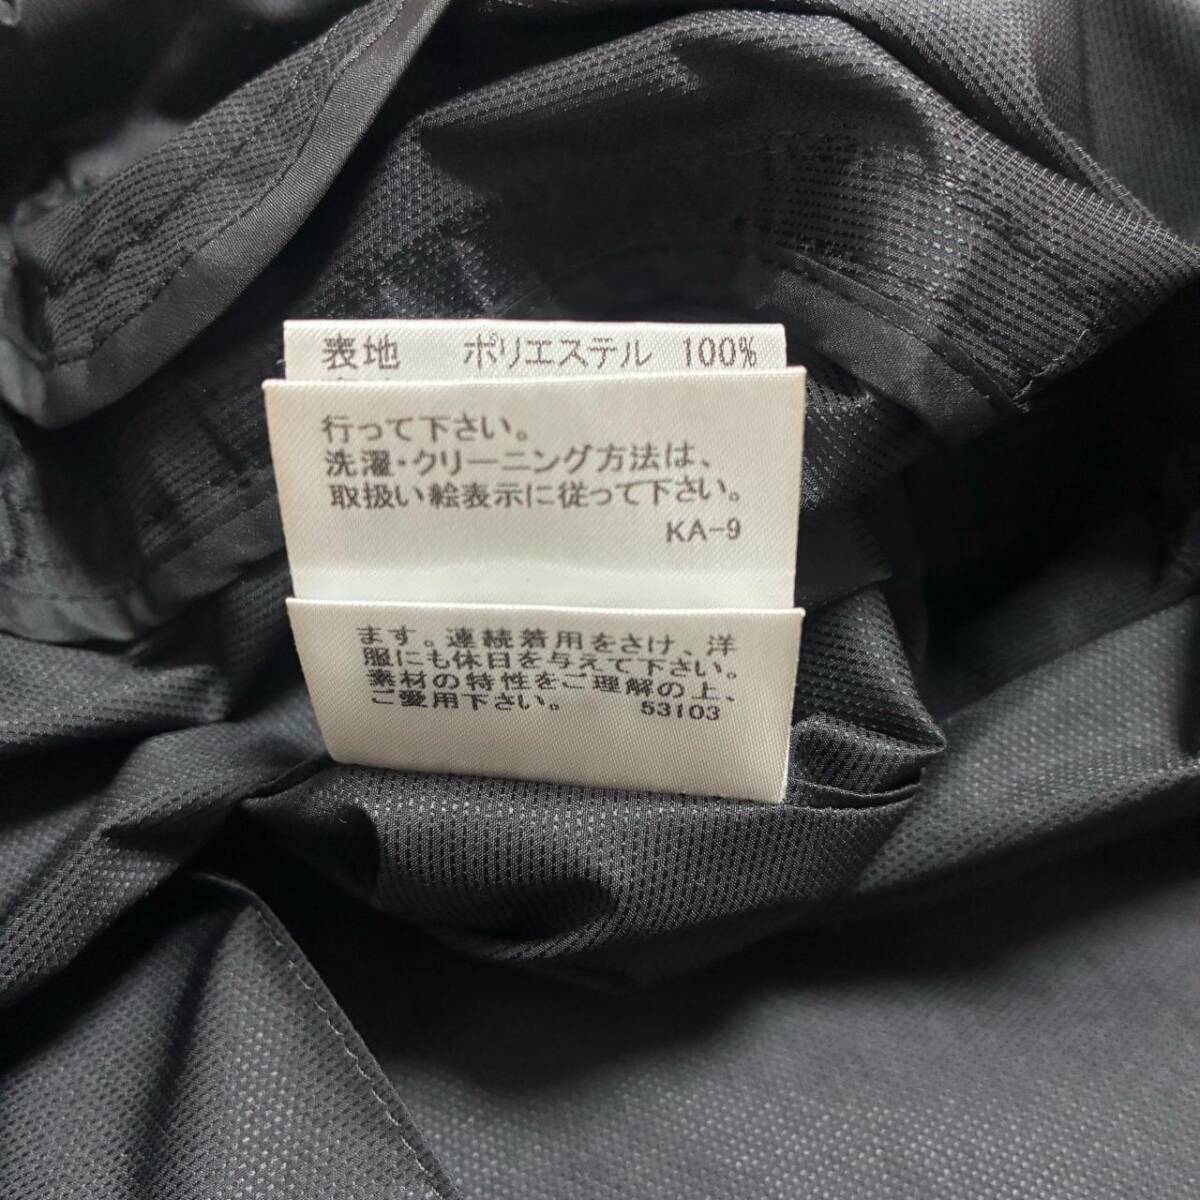 表地 ポリエステル 100%
行って下さい。
洗濯・クリーニング方法は、
取扱い絵表示に従って下さい。
KA-9
ます。連続着用をさけ、洋
服にも休日を与えて下さい。
素材の特性をご理解の上、
ご愛用下さい。 53103